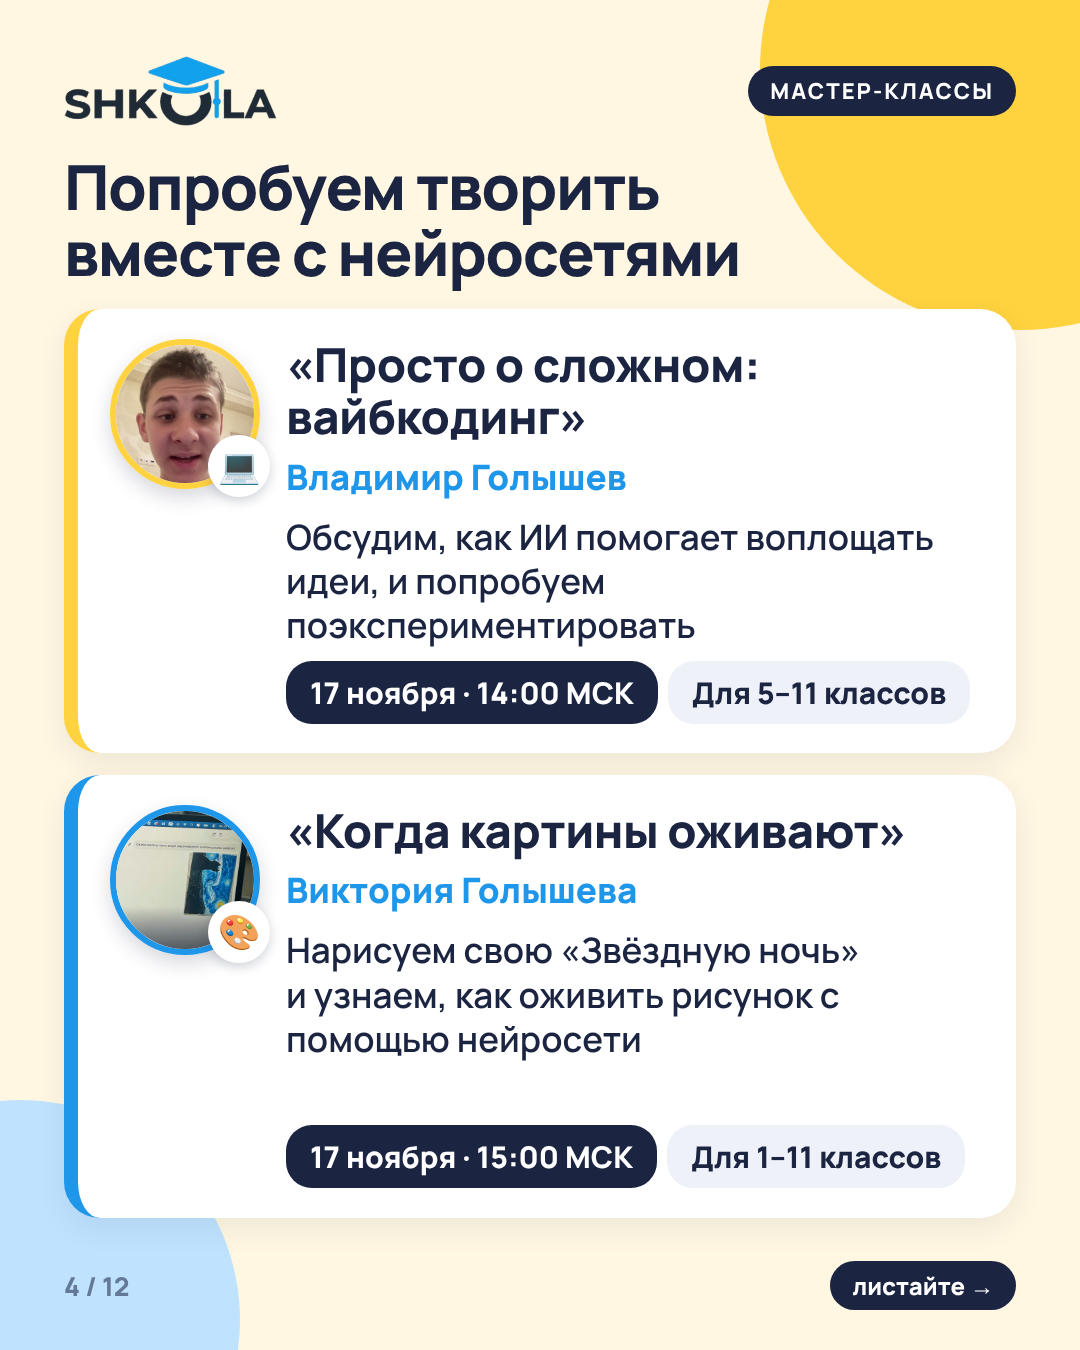 SHKOLA
МАСТЕР-КЛАССЫ
Попробуем творить
вместе с нейросетями
«Просто о сложном:
вайбкодинг»
Владимир Голышев
Обсудим, как ИИ помогает воплощать
идеи, и попробуем
поэкспериментировать
17 ноября · 14:00 МСК
Для 5–11 классов
«Когда картины оживают»
Виктория Голышева
Нарисуем свою «Звёздную ночь»
и узнаем, как оживить рисунок с
помощью нейросети
17 ноября · 15:00 МСК
Для 1–11 классов
4 / 12
листайте →